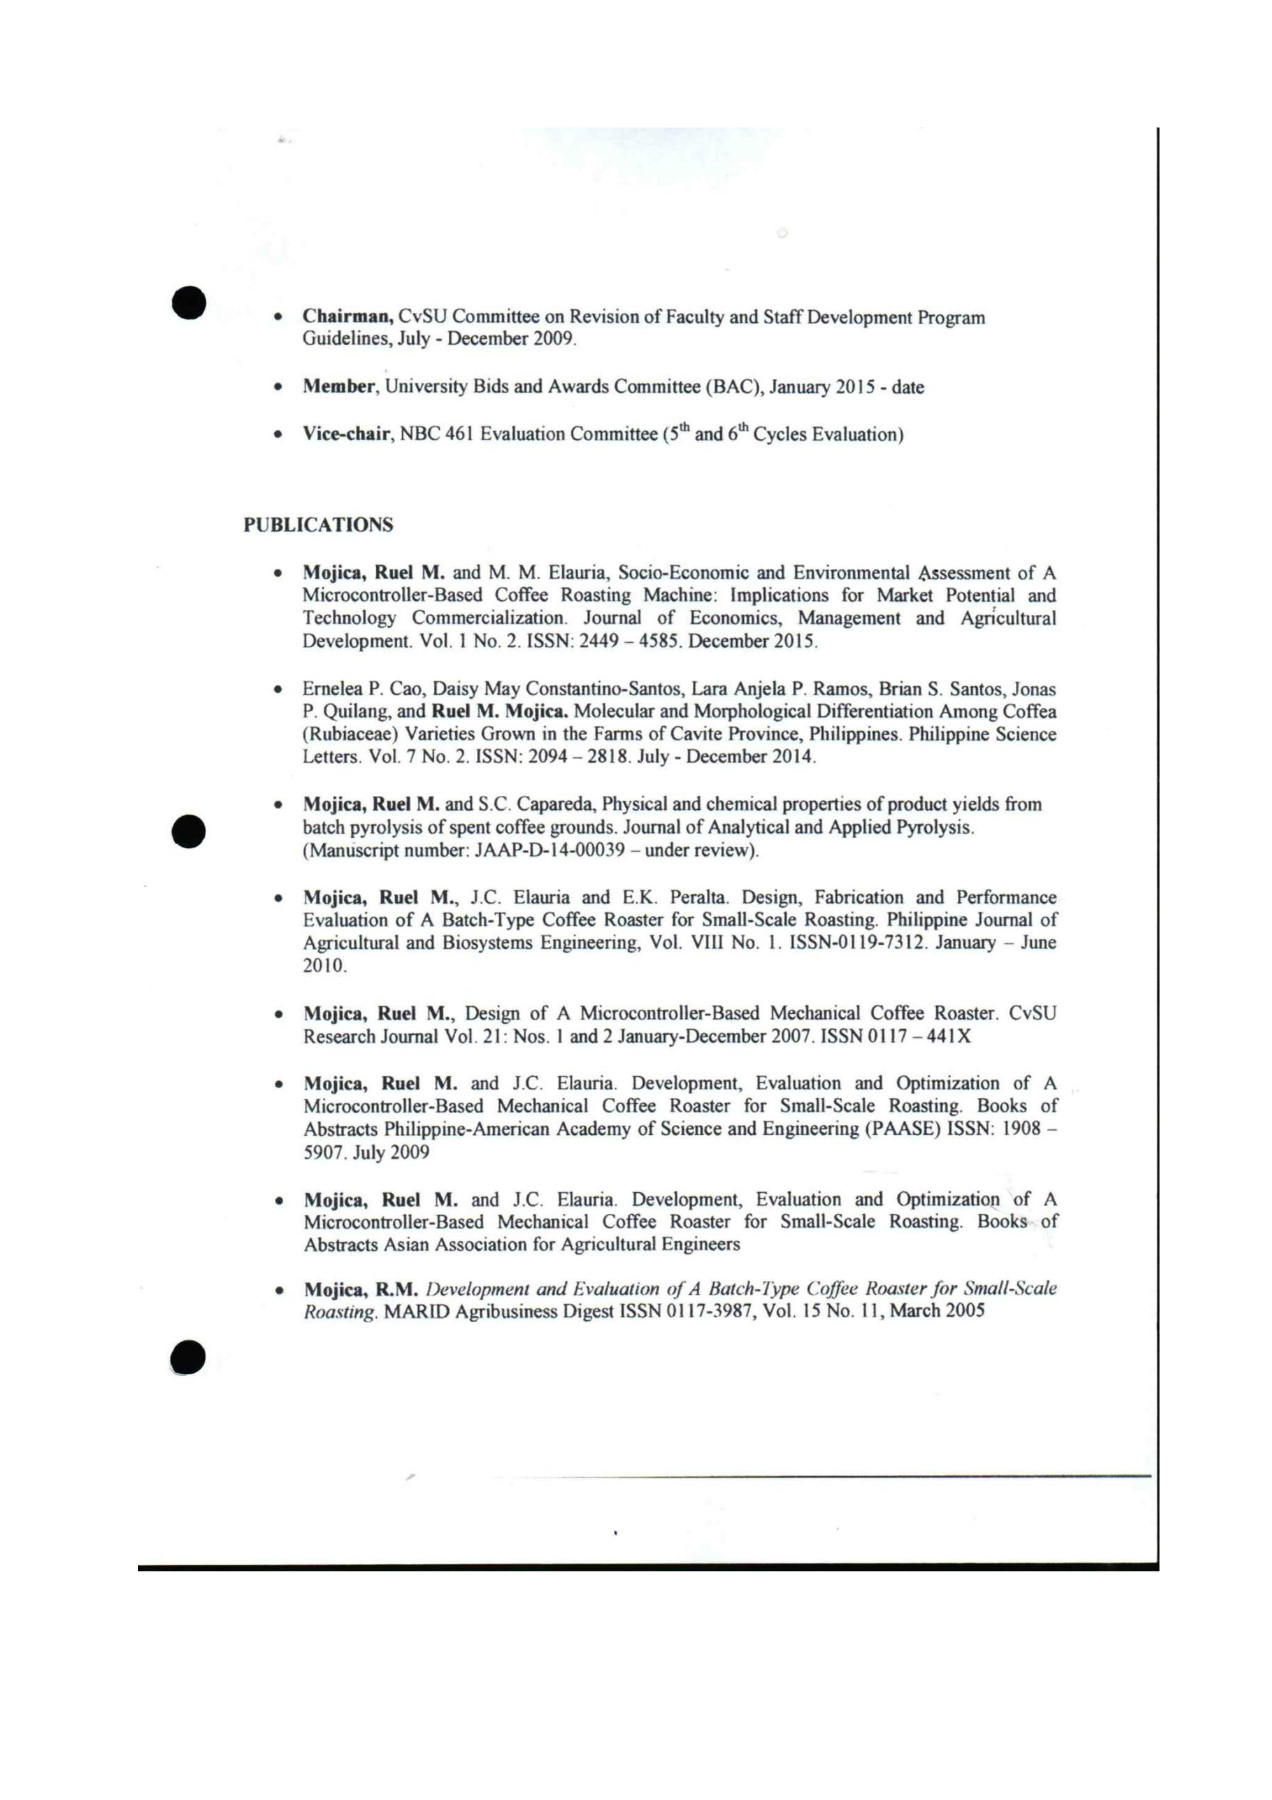 • Chairman, CvSU Committee on Revision of Faculty and Staff Development Program
Guidelines, July - December 2009.
• Member, University Bids and Awards Committee (BAC), January 2015 - date
• Vice-chair, NBC 461 Evaluation Committee (5th and 6th Cycles Evaluation)
PUBLICATIONS
• Mojica, Ruel M. and M. M. Elauria, Socio-Economic and Environmental Assessment of A
Microcontroller-Based Coffee Roasting Machine: Implications for Market Potential and
Technology Commercialization. Journal of Economics, Management and Agricultural
Development. Vol. 1 No. 2. ISSN: 2449 – 4585. December 2015.
• Ernelea P. Cao, Daisy May Constantino-Santos, Lara Anjela P. Ramos, Brian S. Santos, Jonas
P. Quilang, and Ruel M. Mojica. Molecular and Morphological Differentiation Among Coffea
(Rubiaceae) Varieties Grown in the Farms of Cavite Province, Philippines. Philippine Science
Letters. Vol. 7 No. 2. ISSN: 2094 – 2818. July - December 2014.
• Mojica, Ruel M. and S.C. Capareda, Physical and chemical properties of product yields from
batch pyrolysis of spent coffee grounds. Journal of Analytical and Applied Pyrolysis.
(Manuscript number: JAAP-D-14-00039 – under review).
• Mojica, Ruel M., J.C. Elauria and E.K. Peralta. Design, Fabrication and Performance
Evaluation of A Batch-Type Coffee Roaster for Small-Scale Roasting. Philippine Journal of
Agricultural and Biosystems Engineering, Vol. VIII No. 1. ISSN-0119-7312. January – June
2010.
• Mojica, Ruel M., Design of A Microcontroller-Based Mechanical Coffee Roaster. CvSU
Research Journal Vol. 21: Nos. 1 and 2 January-December 2007. ISSN 0117 – 441X
• Mojica, Ruel M. and J.C. Elauria. Development, Evaluation and Optimization of A
Microcontroller-Based Mechanical Coffee Roaster for Small-Scale Roasting. Books of
Abstracts Philippine-American Academy of Science and Engineering (PAASE) ISSN: 1908 –
5907. July 2009
• Mojica, Ruel M. and J.C. Elauria. Development, Evaluation and Optimization of A
Microcontroller-Based Mechanical Coffee Roaster for Small-Scale Roasting. Books of
Abstracts Asian Association for Agricultural Engineers
• Mojica, R.M. Development and Evaluation of A Batch-Type Coffee Roaster for Small-Scale
Roasting. MARID Agribusiness Digest ISSN 0117-3987, Vol. 15 No. 11, March 2005